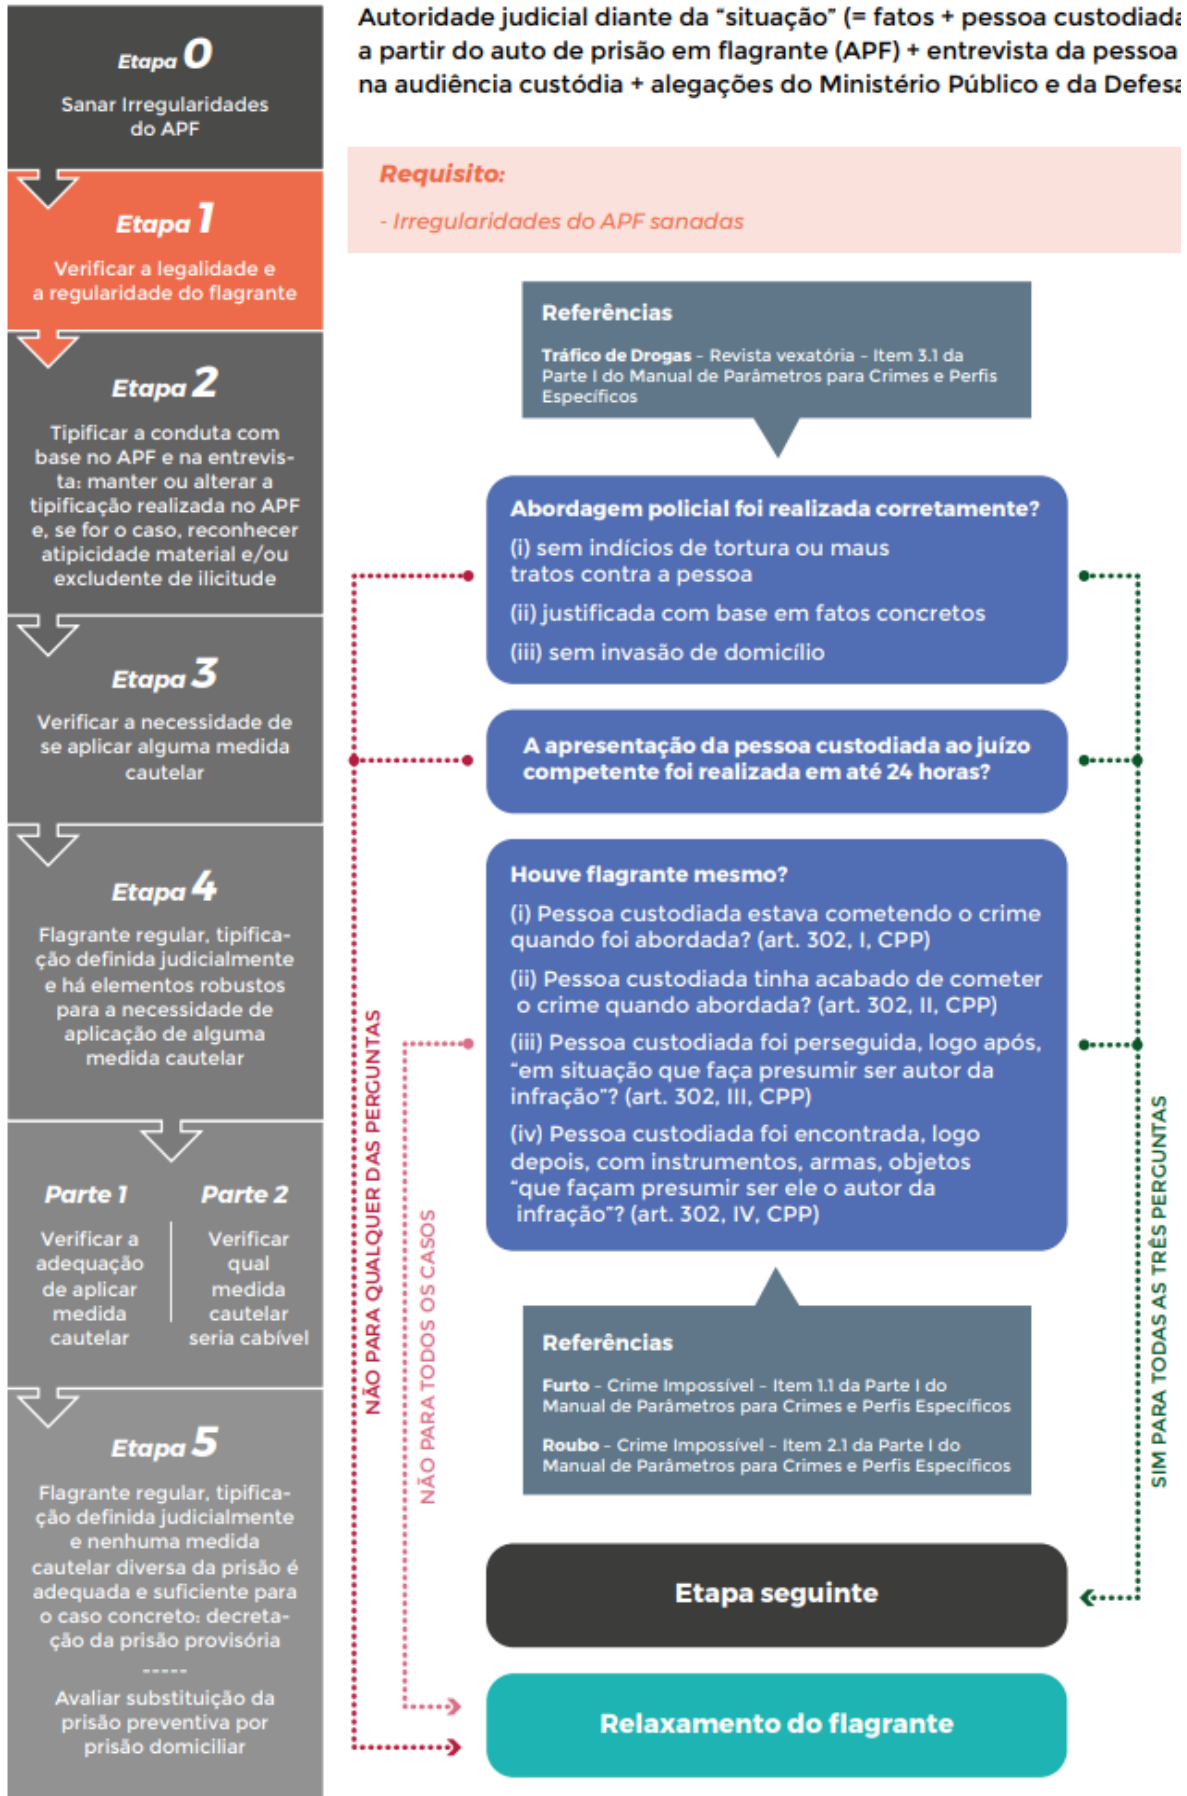 Autoridade judicial diante da “situação” (= fatos + pessoa custodiada
a partir do auto de prisão em flagrante (APF) + entrevista da pessoa
na audiência custódia + alegações do Ministério Público e da Defesa
Etapa 0
Sanar Irregularidades
do APF
Etapa 1
Verificar a legalidade e
a regularidade do flagrante
Etapa 2
Tipificar a conduta com
base no APF e na entrevis-
ta: manter ou alterar a
tipificação realizada no APF
e, se for o caso, reconhecer
atipicidade material e/ou
excludente de ilicitude
Etapa 3
Verificar a necessidade de
se aplicar alguma medida
cautelar
Etapa 4
Flagrante regular, tipifica-
ção definida judicialmente
e há elementos robustos
para a necessidade de
aplicação de alguma
medida cautelar
Parte 1
Verificar a
adequação
de aplicar
medida
cautelar
Parte 2
Verificar
qual
medida
cautelar
seria cabível
Etapa 5
Flagrante regular, tipifica-
ção definida judicialmente
e nenhuma medida
cautelar diversa da prisão é
adequada e suficiente para
o caso concreto: decreta-
ção da prisão provisória
-----
Avaliar substituição da
prisão preventiva por
prisão domiciliar
Requisito:
- Irregularidades do APF sanadas
Referências
Tráfico de Drogas – Revista vexatória – Item 3.1 da
Parte I do Manual de Parâmetros para Crimes e Perfis
Específicos
Abordagem policial foi realizada corretamente?
(i) sem indícios de tortura ou maus
tratos contra a pessoa
(ii) justificada com base em fatos concretos
(iii) sem invasão de domicílio
A apresentação da pessoa custodiada ao juízo
competente foi realizada em até 24 horas?
Houve flagrante mesmo?
(i) Pessoa custodiada estava cometendo o crime
quando foi abordada? (art. 302, I, CPP)
(ii) Pessoa custodiada tinha acabado de cometer
o crime quando abordada? (art. 302, II, CPP)
(iii) Pessoa custodiada foi perseguida, logo após,
“em situação que faça presumir ser autor da
infração”? (art. 302, III, CPP)
(iv) Pessoa custodiada foi encontrada, logo
depois, com instrumentos, armas, objetos
“que façam presumir ser ele o autor da
infração”? (art. 302, IV, CPP)
Referências
Furto – Crime Impossível – Item 1.1 da Parte I do
Manual de Parâmetros para Crimes e Perfis Específicos
Roubo – Crime Impossível – Item 2.1 da Parte I do
Manual de Parâmetros para Crimes e Perfis Específicos
NÃO PARA QUALQUER DAS PERGUNTAS
NÃO PARA TODOS OS CASOS
SIM PARA TODAS AS TRÊS PERGUNTAS
Etapa seguinte
Relaxamento do flagrante